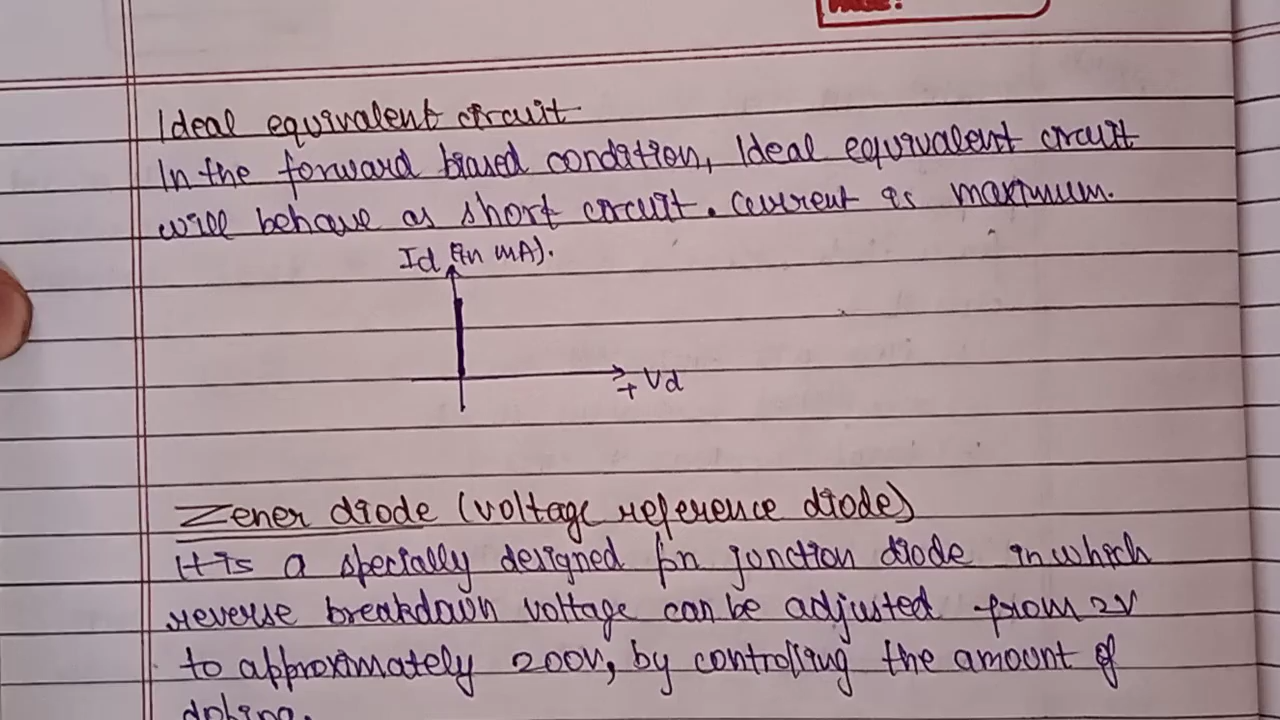 PAGE:
Ideal equivalent circuit
In the forward biased condition, Ideal equivalent circuit
will behave as short circuit. Current is maximum.
Id (in mA).
+ Vd
Zener diode (voltage reference diode)
It is a specially designed pn junction diode in which
reverse breakdown voltage can be adjusted from 2V
to approximately 200V, by controlling the amount of
doping.